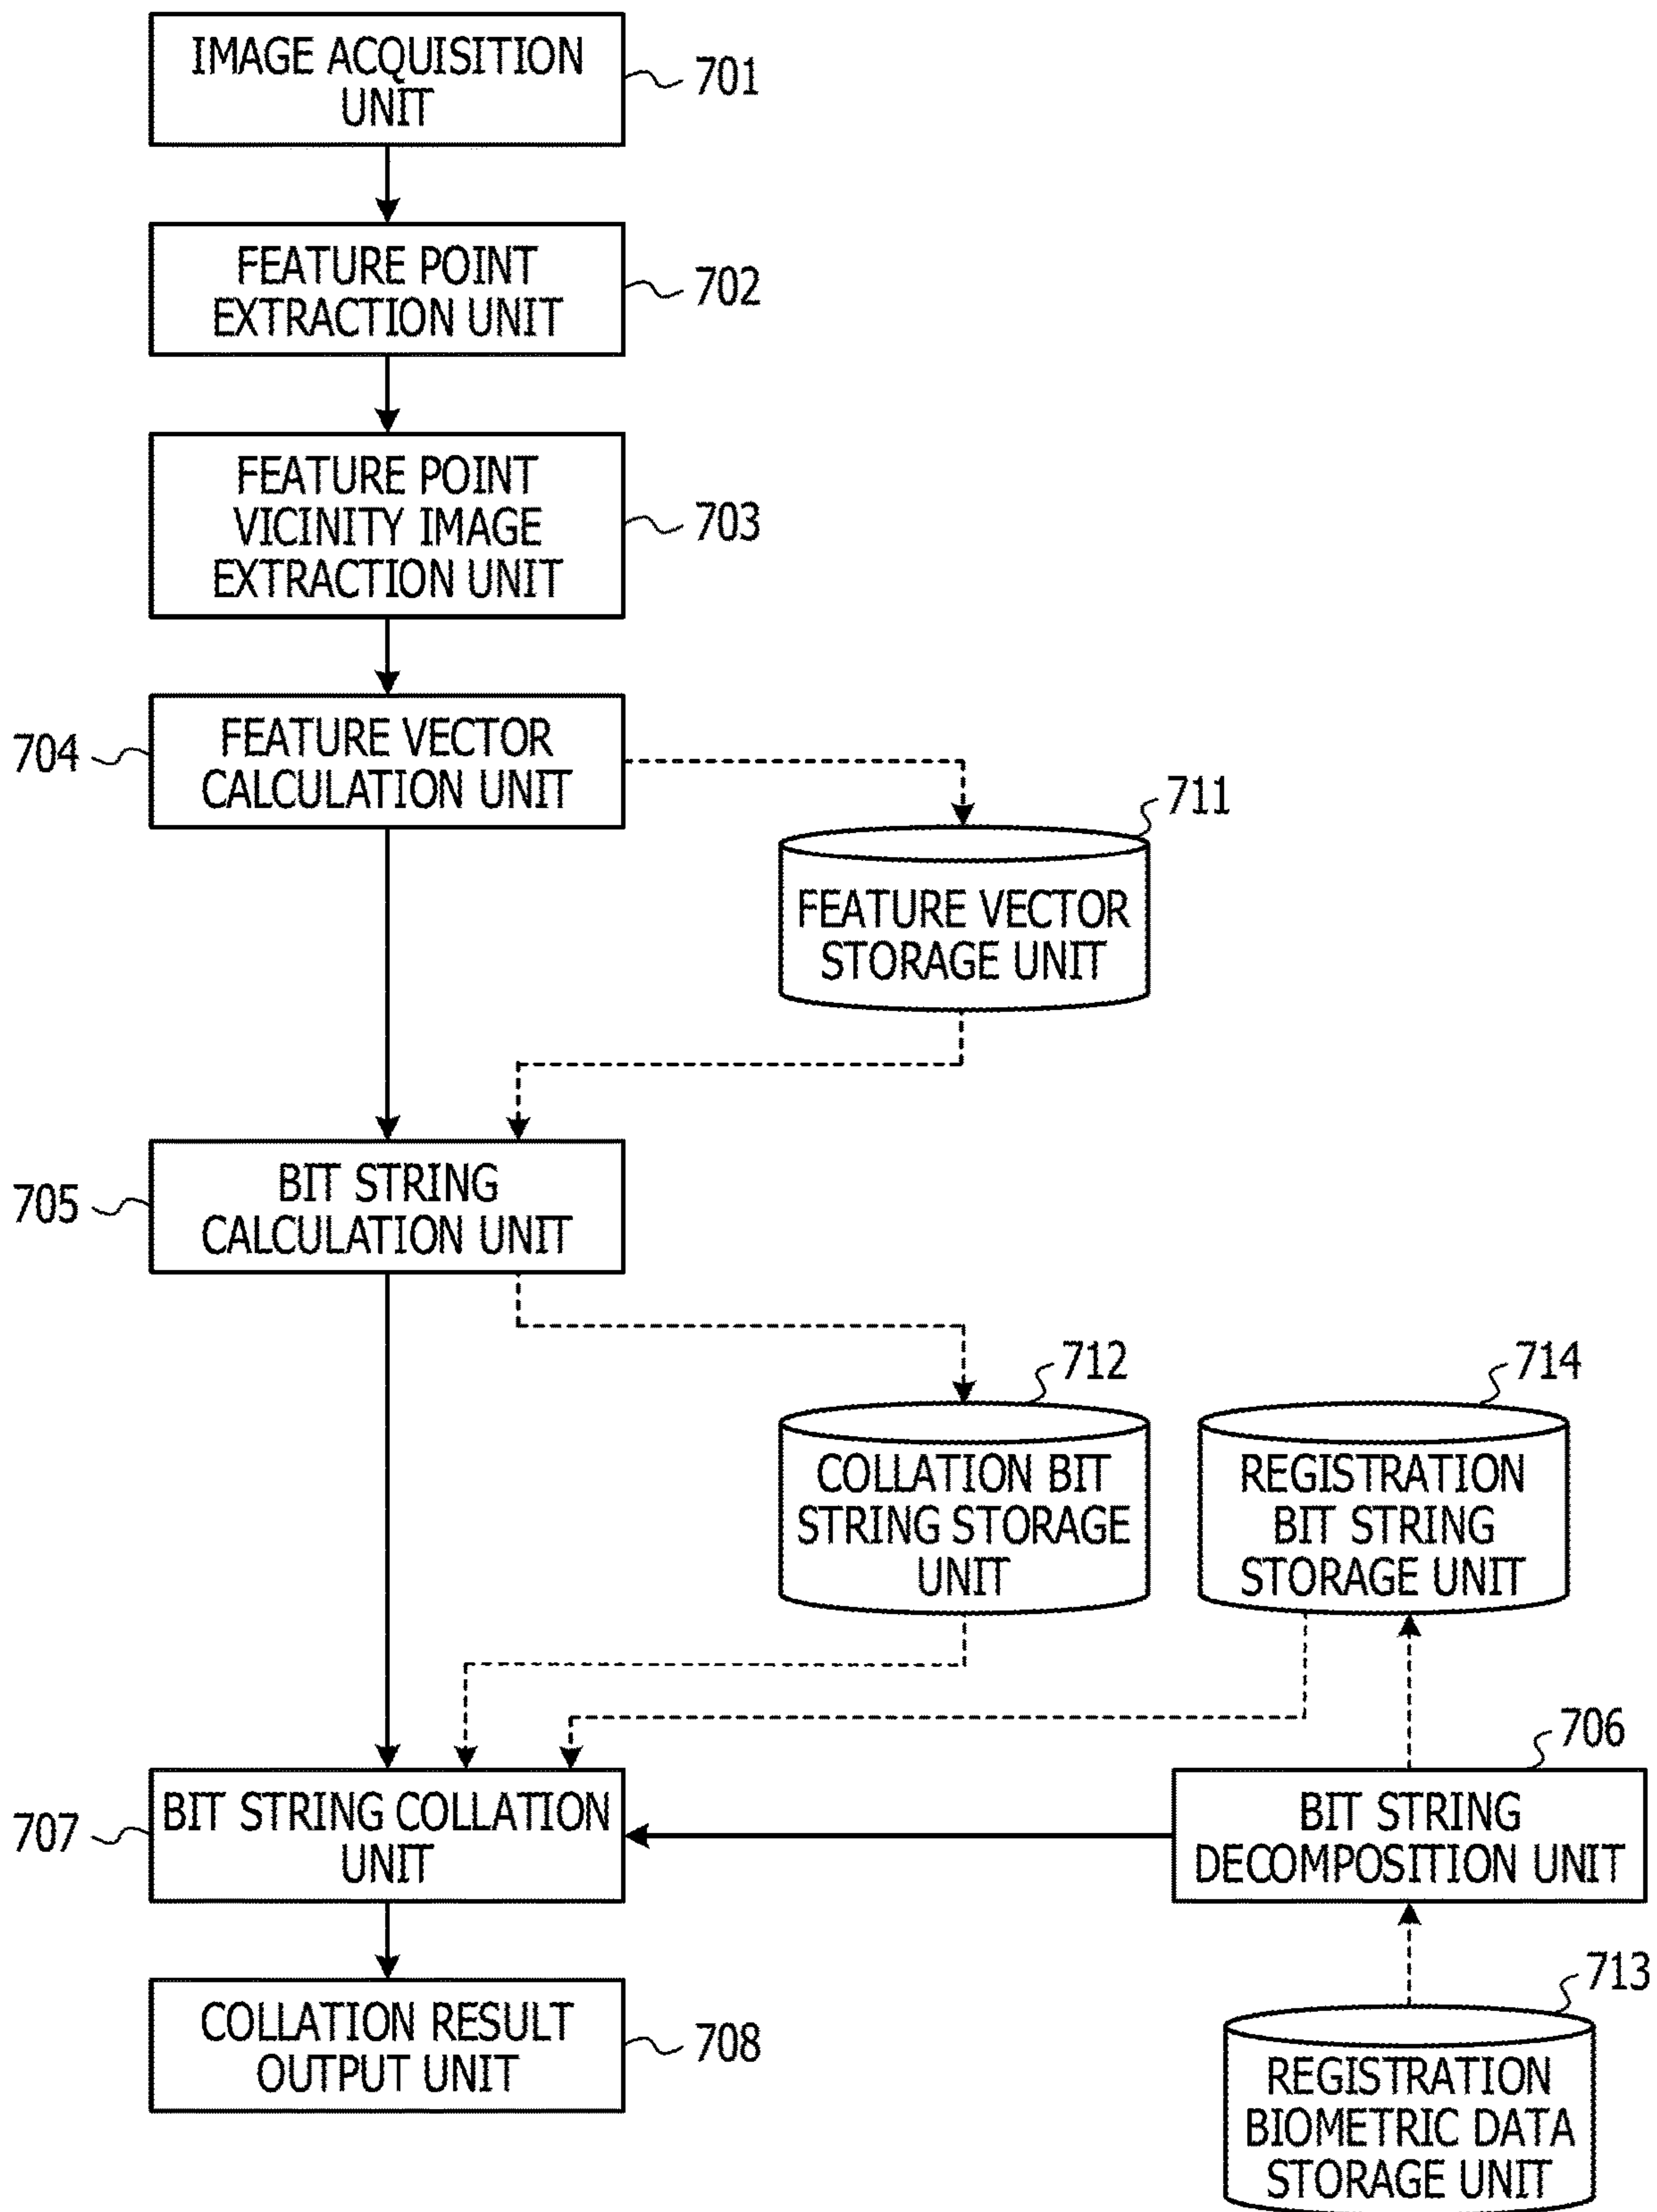 IMAGE ACQUISITION
UNIT
701
FEATURE POINT
EXTRACTION UNIT
702
FEATURE POINT
VICINITY IMAGE
EXTRACTION UNIT
703
704
FEATURE VECTOR
CALCULATION UNIT
711
FEATURE VECTOR
STORAGE UNIT
705
BIT STRING
CALCULATION UNIT
712
COLLATION BIT
STRING STORAGE
UNIT
714
REGISTRATION
BIT STRING
STORAGE UNIT
707
BIT STRING COLLATION
UNIT
706
BIT STRING
DECOMPOSITION UNIT
COLLATION RESULT
OUTPUT UNIT
708
713
REGISTRATION
BIOMETRIC DATA
STORAGE UNIT